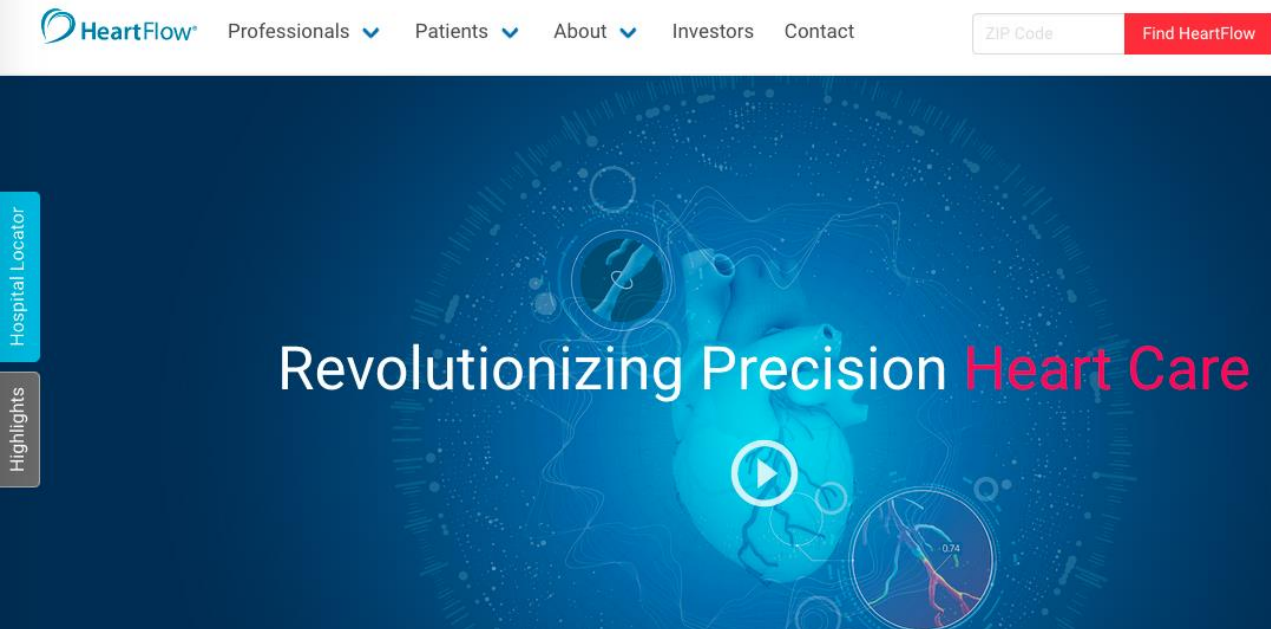 HeartFlow®
Professionals
Patients
About
Investors
Contact
ZIP Code
Find HeartFlow
Hospital Locator
Revolutionizing Precision Heart Care
Highlights
0.74